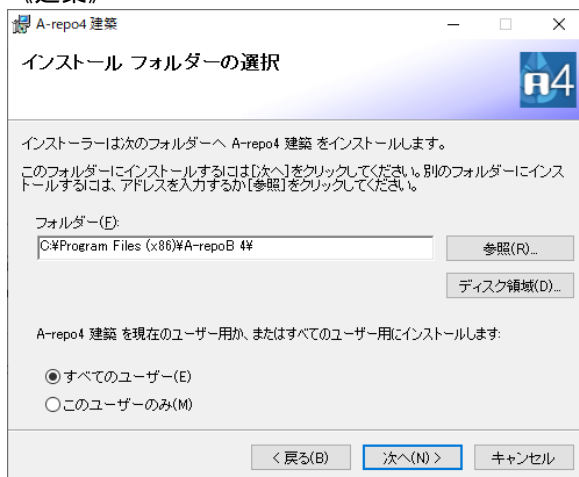 《建築》
A-repo4 建築
インストール フォルダーの選択
A4
インストーラーは次のフォルダーへ A-repo4 建築 をインストールします。
このフォルダーにインストールするには[次へ]をクリックしてください。別のフォルダーにインス
トールするには、アドレスを入力するか[参照]をクリックしてください。
フォルダー(F):
C:¥Program Files (x86)¥A-repoB 4¥
参照(R)...
ディスク領域(D)...
A-repo4 建築 を現在のユーザー用か、またはすべてのユーザー用にインストールします:
すべてのユーザー(E)
このユーザーのみ(M)
< 戻る(B)
次へ(N) >
キャンセル